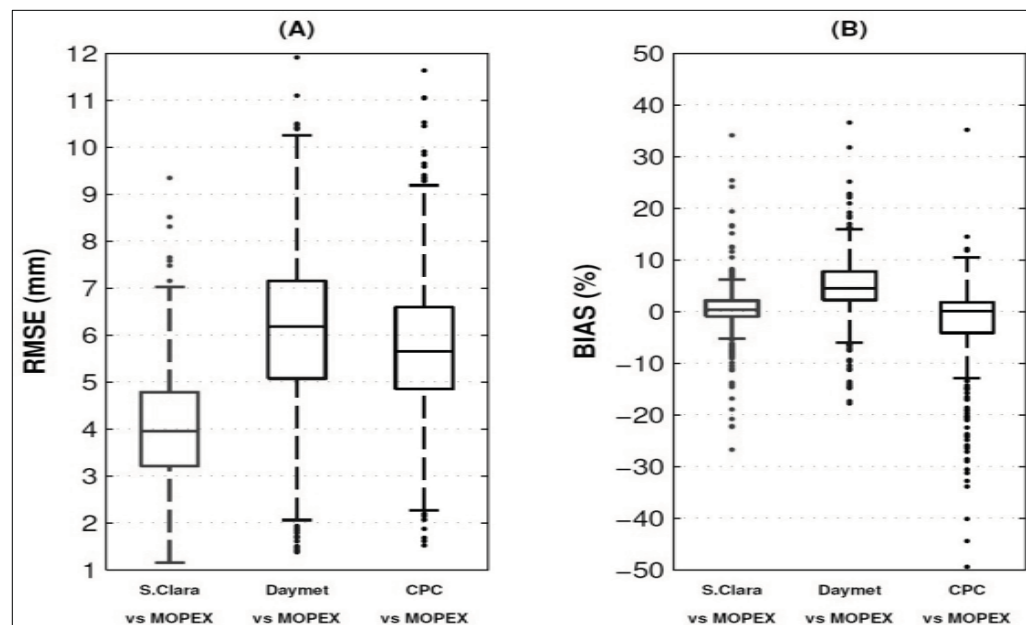 (A)
RMSE (mm)
12
11
10
9
8
7
6
5
4
3
2
1
S.Clara
vs MOPEX
Daymet
vs MOPEX
CPC
vs MOPEX
(B)
BIAS (%)
50
40
30
20
10
0
−10
−20
−30
−40
−50
S.Clara
vs MOPEX
Daymet
vs MOPEX
CPC
vs MOPEX